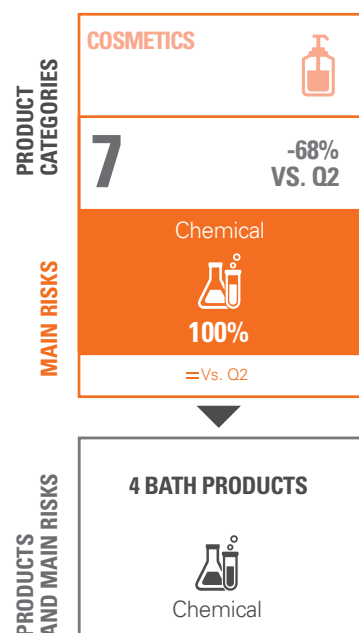 PRODUCT
CATEGORIES
COSMETICS
7
-68%
VS. Q2
MAIN RISKS
Chemical
100%
=Vs. Q2
PRODUCTS
AND MAIN RISKS
4 BATH PRODUCTS
Chemical